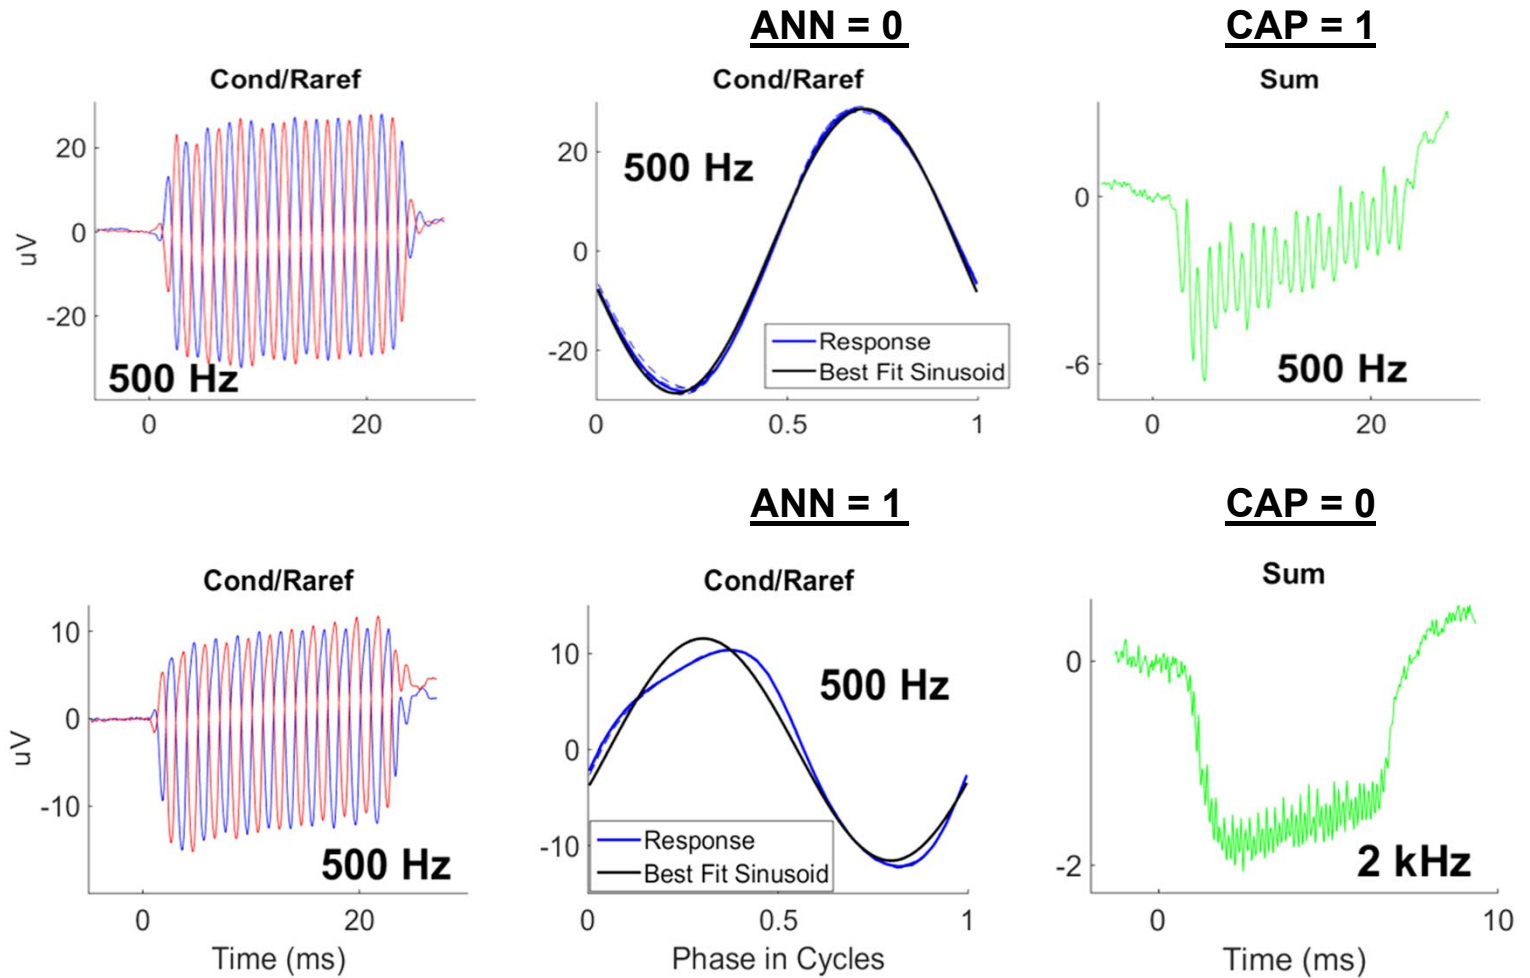 ANN = 0
CAP = 1
Cond/Raref
Cond/Raref
Sum
uV
20
0
-20
500 Hz
0
20
20
0
-20
500 Hz
Response
Best Fit Sinusoid
0
0.5
1
0
-6
500 Hz
0
20
ANN = 1
CAP = 0
Cond/Raref
Cond/Raref
Sum
uV
10
0
-10
500 Hz
0
20
Time (ms)
10
0
-10
500 Hz
Response
Best Fit Sinusoid
0
0.5
1
Phase in Cycles
0
-2
2 kHz
0
10
Time (ms)